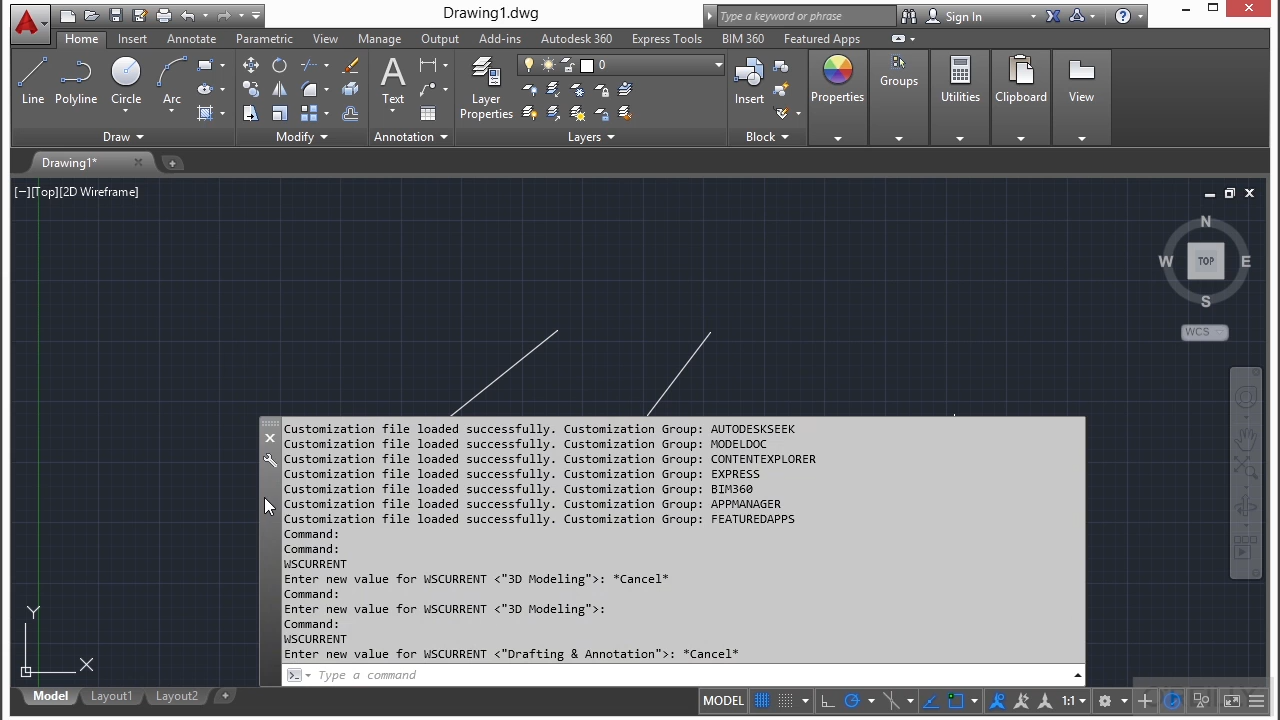 Drawing1.dwg
Type a keyword or phrase
Sign In
Home Insert Annotate Parametric View Manage Output Add-ins Autodesk 360 Express Tools BIM 360 Featured Apps
0
Line Polyline Circle Arc Text Layer Properties Insert Properties Groups Utilities Clipboard View
Draw Modify Annotation Layers Block
Drawing1*
[−][Top][2D Wireframe]
N
W TOP E
S
WCS
Customization file loaded successfully. Customization Group: AUTODESKSEEK
Customization file loaded successfully. Customization Group: MODELDOC
Customization file loaded successfully. Customization Group: CONTENTEXPLORER
Customization file loaded successfully. Customization Group: EXPRESS
Customization file loaded successfully. Customization Group: BIM360
Customization file loaded successfully. Customization Group: APPMANAGER
Customization file loaded successfully. Customization Group: FEATUREDAPPS
Command:
Command:
WSCURRENT
Enter new value for WSCURRENT <"3D Modeling">: *Cancel*
Command:
Enter new value for WSCURRENT <"3D Modeling">:
Command:
WSCURRENT
Enter new value for WSCURRENT <"Drafting & Annotation">: *Cancel*
Type a command
Y
X
Model Layout1 Layout2
MODEL 1:1